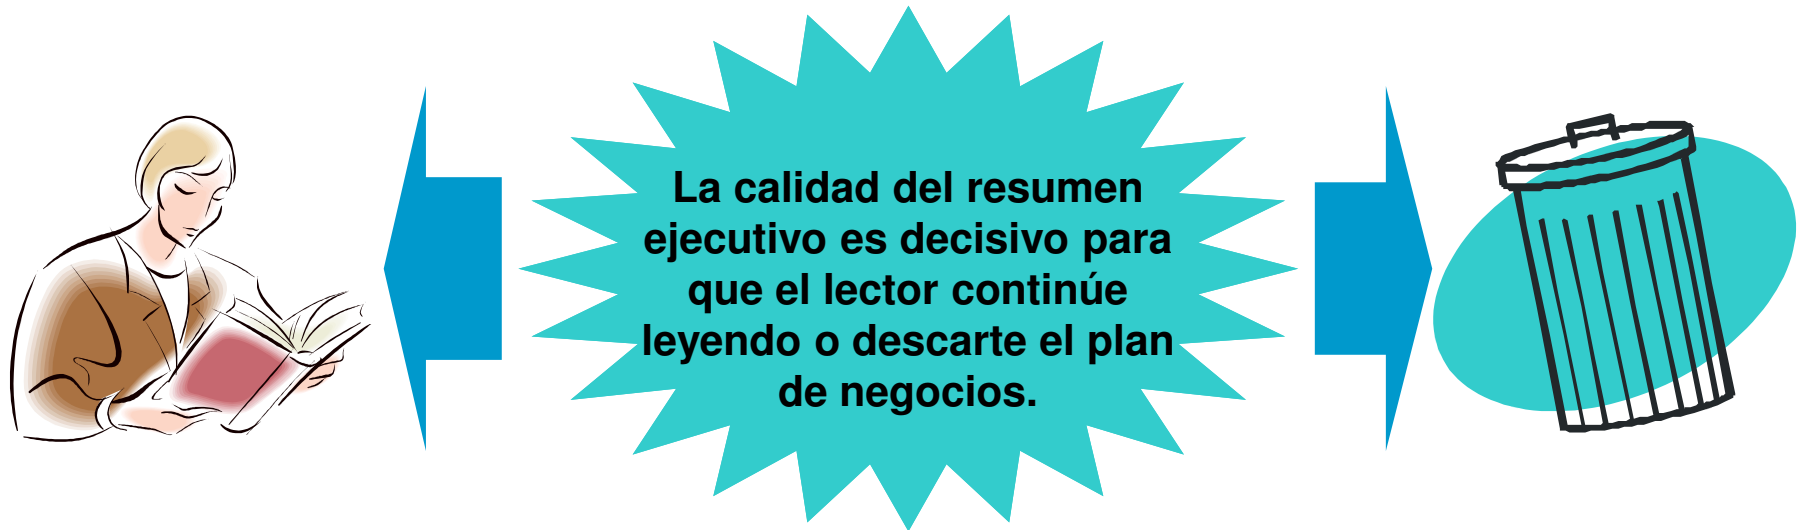 La calidad del resumen
ejecutivo es decisivo para
que el lector continúe
leyendo o descarte el plan
de negocios.